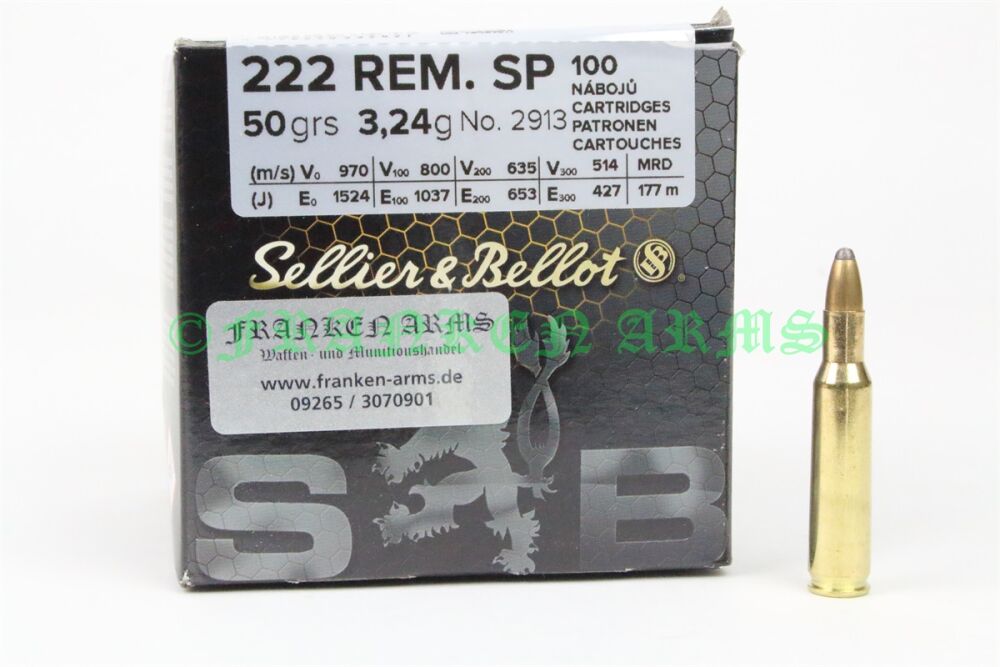 222 REM. SP
50 grs 3,24g No. 2913
100
NÁBOJŮ
CARTRIDGES
PATRONEN
CARTOUCHES
(m/s) V0 970 V100 800 V200 635 V300 514 MRD
(J) E0 1524 E100 1037 E200 653 E300 427 177 m
Sellier & Bellot
S&B
FRANKEN ARMS
Waffen- und Munitionshandel
www.franken-arms.de
09265 / 3070901
© FRANKEN ARMS
S B